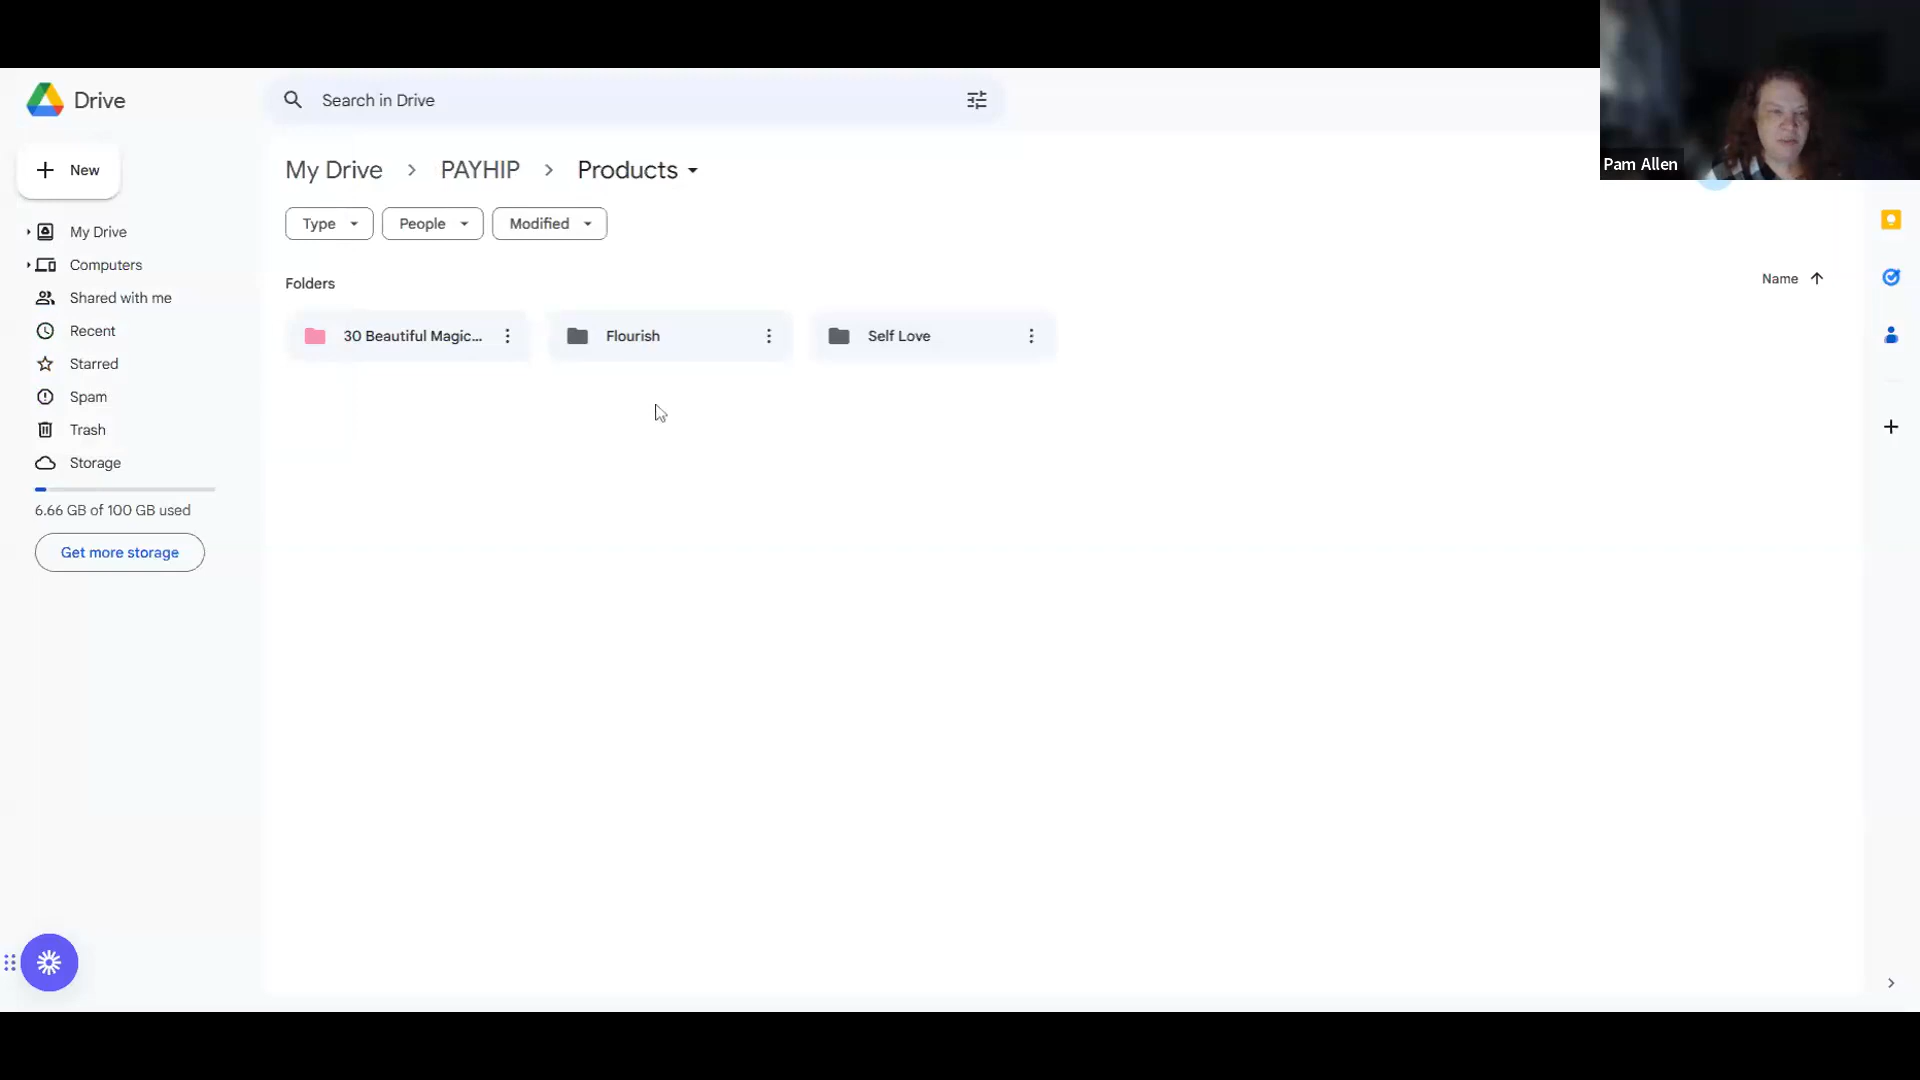 Drive
Search in Drive
Pam Allen
New
My Drive > PAYHIP > Products
Type
People
Modified
My Drive
Computers
Shared with me
Recent
Starred
Spam
Trash
Storage
6.66 GB of 100 GB used
Get more storage
Folders
Name
30 Beautiful Magic...
Flourish
Self Love